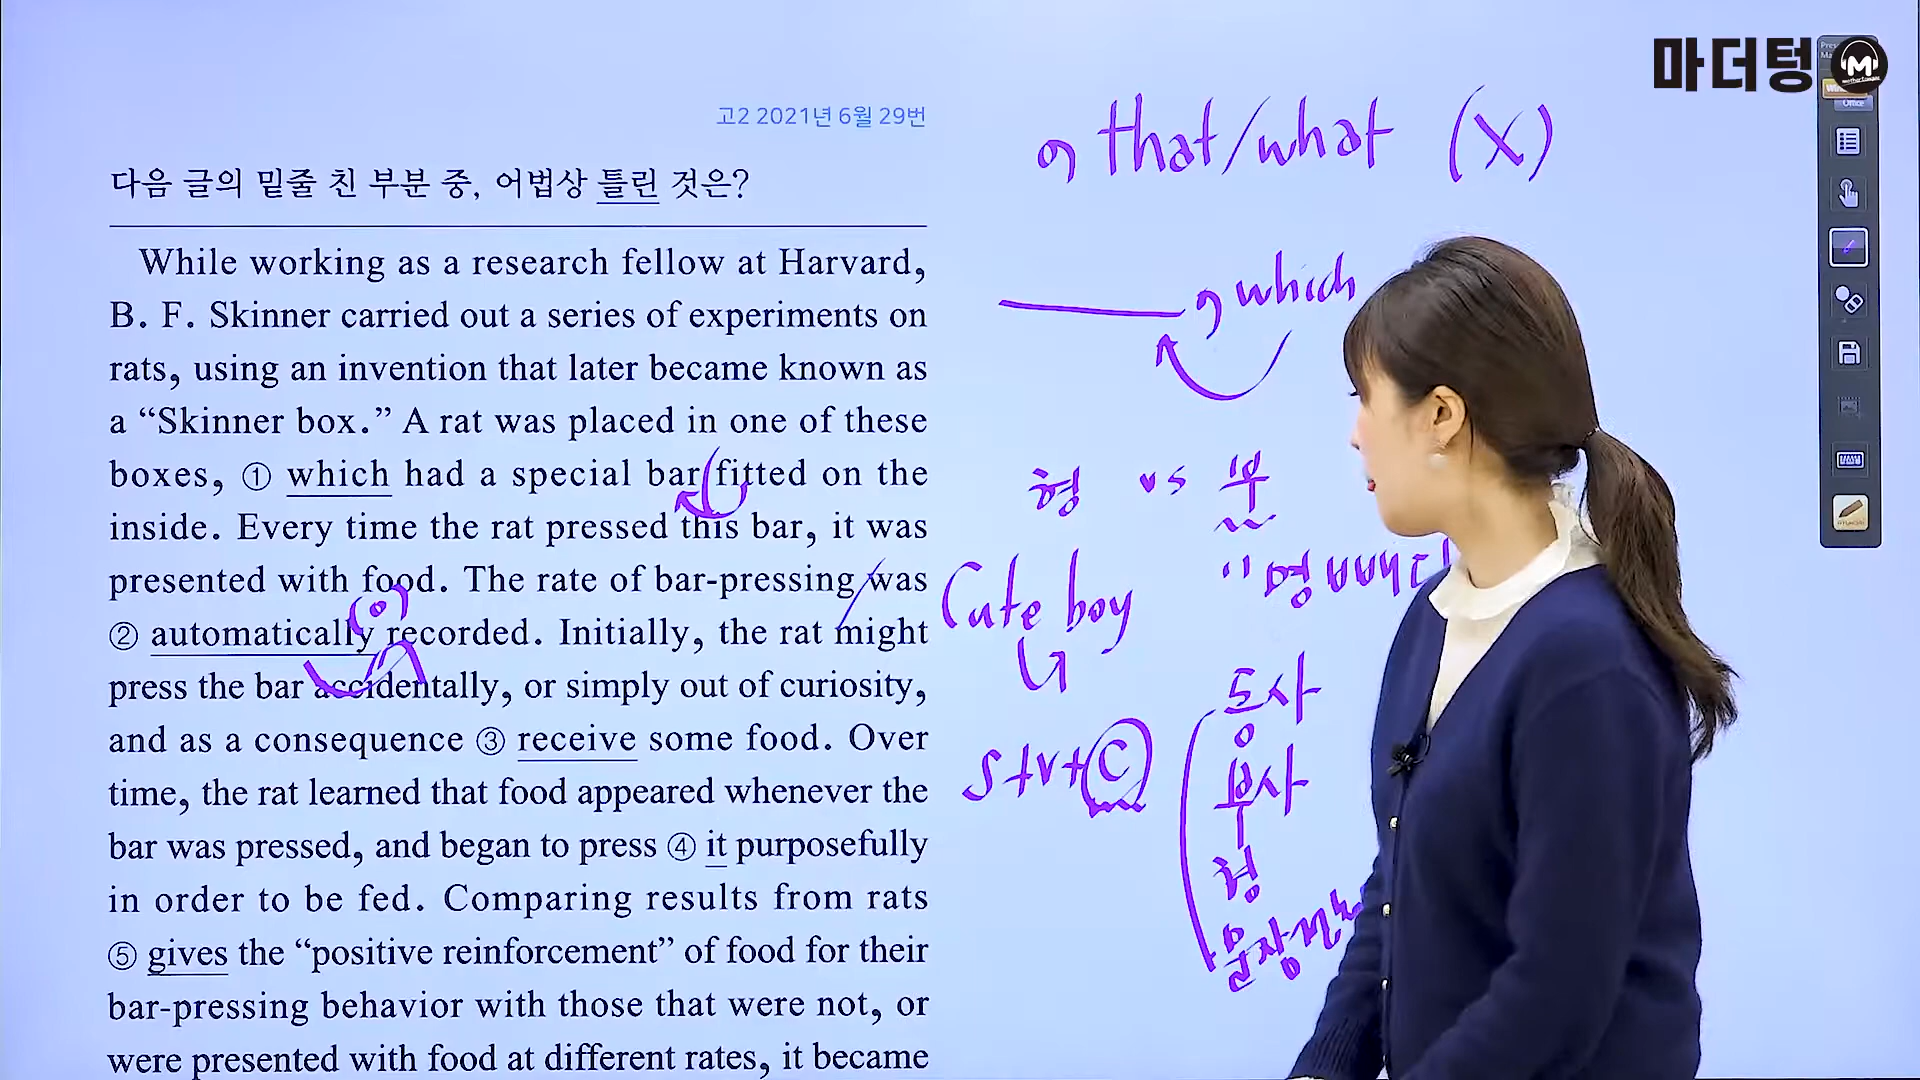 마더텅
고2 2021년 6월 29번
다음 글의 밑줄 친 부분 중, 어법상 틀린 것은?
While working as a research fellow at Harvard,
B. F. Skinner carried out a series of experiments on
rats, using an invention that later became known as
a “Skinner box.” A rat was placed in one of these
boxes, ① which had a special bar fitted on the
inside. Every time the rat pressed this bar, it was
presented with food. The rate of bar-pressing was
② automatically recorded. Initially, the rat might
press the bar accidentally, or simply out of curiosity,
and as a consequence ③ receive some food. Over
time, the rat learned that food appeared whenever the
bar was pressed, and began to press ④ it purposefully
in order to be fed. Comparing results from rats
⑤ gives the “positive reinforcement” of food for their
bar-pressing behavior with those that were not, or
were presented with food at different rates, it became
, that/what (X)
, which
형 vs 부
"명빼다
Cute boy
S+V+C
동사
부사
형
문장